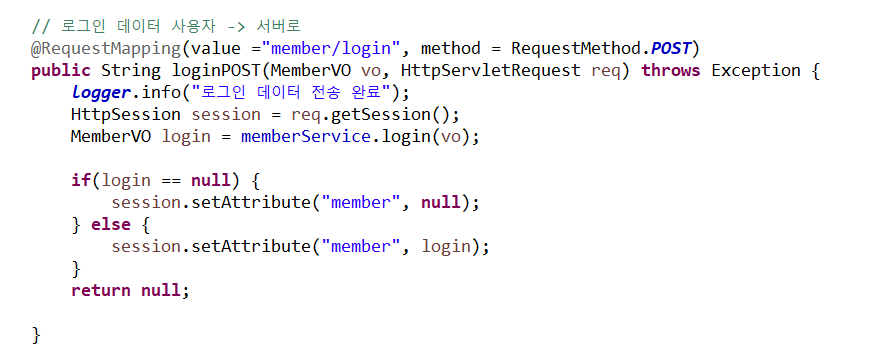 // 로그인 데이터 사용자 -> 서버로
@RequestMapping(value ="member/login", method = RequestMethod.POST)
public String loginPOST(MemberVO vo, HttpServletRequest req) throws Exception {
    logger.info("로그인 데이터 전송 완료");
    HttpSession session = req.getSession();
    MemberVO login = memberService.login(vo);

    if(login == null) {
        session.setAttribute("member", null);
    } else {
        session.setAttribute("member", login);
    }
    return null;

}